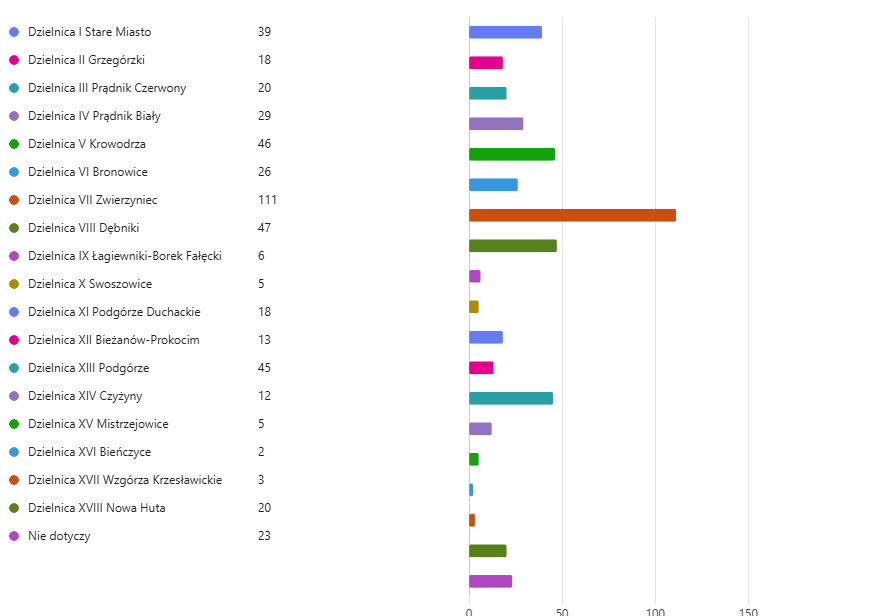 Dzielnica I Stare Miasto 39
Dzielnica II Grzegórzki 18
Dzielnica III Prądnik Czerwony 20
Dzielnica IV Prądnik Biały 29
Dzielnica V Krowodrza 46
Dzielnica VI Bronowice 26
Dzielnica VII Zwierzyniec 111
Dzielnica VIII Dębniki 47
Dzielnica IX Łagiewniki-Borek Fałęcki 6
Dzielnica X Swoszowice 5
Dzielnica XI Podgórze Duchackie 18
Dzielnica XII Bieżanów-Prokocim 13
Dzielnica XIII Podgórze 45
Dzielnica XIV Czyżyny 12
Dzielnica XV Mistrzejowice 5
Dzielnica XVI Bieńczyce 2
Dzielnica XVII Wzgórza Krzesławickie 3
Dzielnica XVIII Nowa Huta 20
Nie dotyczy 23
0 50 100 150